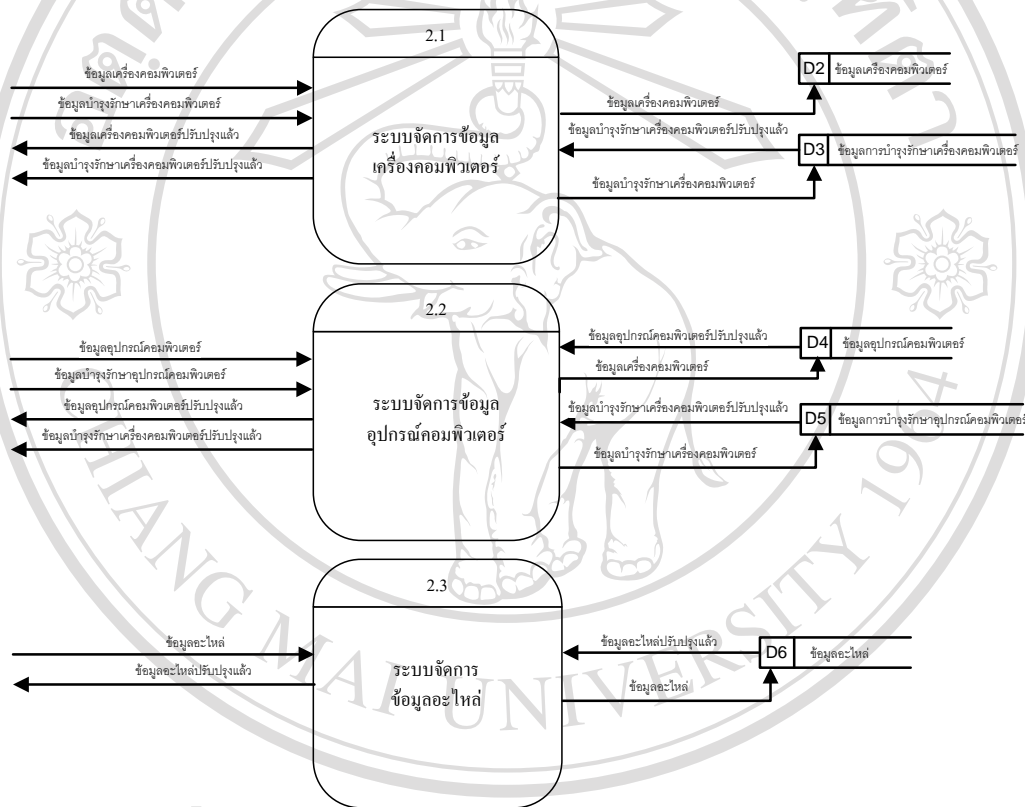 2.1
ข้อมูลเครื่องคอมพิวเตอร์
ข้อมูลบำรุงรักษาเครื่องคอมพิวเตอร์
ข้อมูลเครื่องคอมพิวเตอร์ปรับปรุงแล้ว
ข้อมูลบำรุงรักษาเครื่องคอมพิวเตอร์ปรับปรุงแล้ว
ระบบจัดการข้อมูล
เครื่องคอมพิวเตอร์
ข้อมูลเครื่องคอมพิวเตอร์
D2 ข้อมูลเครื่องคอมพิวเตอร์
ข้อมูลบำรุงรักษาเครื่องคอมพิวเตอร์ปรับปรุงแล้ว
D3 ข้อมูลการบำรุงรักษาเครื่องคอมพิวเตอร์
ข้อมูลบำรุงรักษาเครื่องคอมพิวเตอร์
2.2
ข้อมูลอุปกรณ์คอมพิวเตอร์
ข้อมูลบำรุงรักษาอุปกรณ์คอมพิวเตอร์
ข้อมูลอุปกรณ์คอมพิวเตอร์ปรับปรุงแล้ว
ข้อมูลบำรุงรักษาเครื่องคอมพิวเตอร์ปรับปรุงแล้ว
ระบบจัดการข้อมูล
อุปกรณ์คอมพิวเตอร์
ข้อมูลอุปกรณ์คอมพิวเตอร์ปรับปรุงแล้ว
D4 ข้อมูลอุปกรณ์คอมพิวเตอร์
ข้อมูลเครื่องคอมพิวเตอร์
ข้อมูลบำรุงรักษาเครื่องคอมพิวเตอร์ปรับปรุงแล้ว
D5 ข้อมูลการบำรุงรักษาอุปกรณ์คอมพิวเตอร์
ข้อมูลบำรุงรักษาเครื่องคอมพิวเตอร์
2.3
ข้อมูลอะไหล่
ข้อมูลอะไหล่ปรับปรุงแล้ว
ระบบจัดการ
ข้อมูลอะไหล่
ข้อมูลอะไหล่ปรับปรุงแล้ว
D6 ข้อมูลอะไหล่
ข้อมูลอะไหล่
CHIANG MAI UNIVERSITY 1964